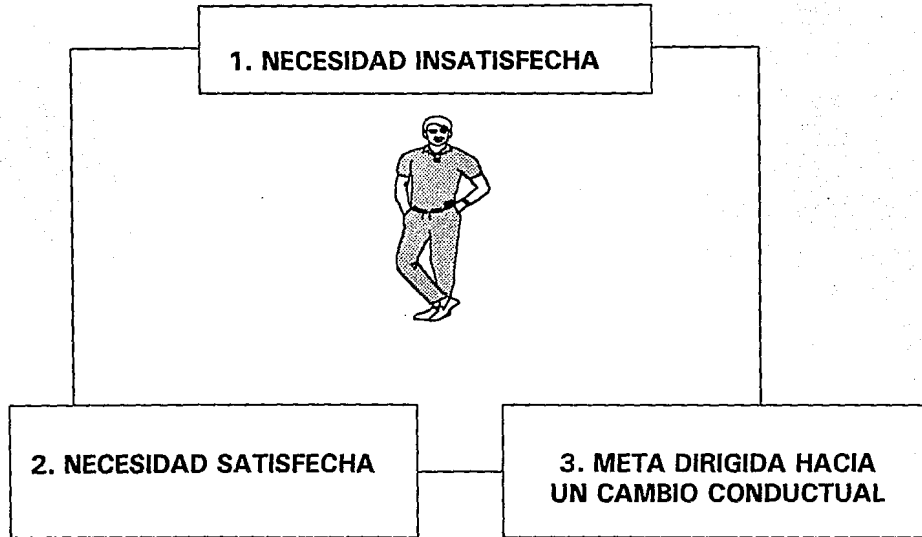 1. NECESIDAD INSATISFECHA
2. NECESIDAD SATISFECHA
3. META DIRIGIDA HACIA
UN CAMBIO CONDUCTUAL